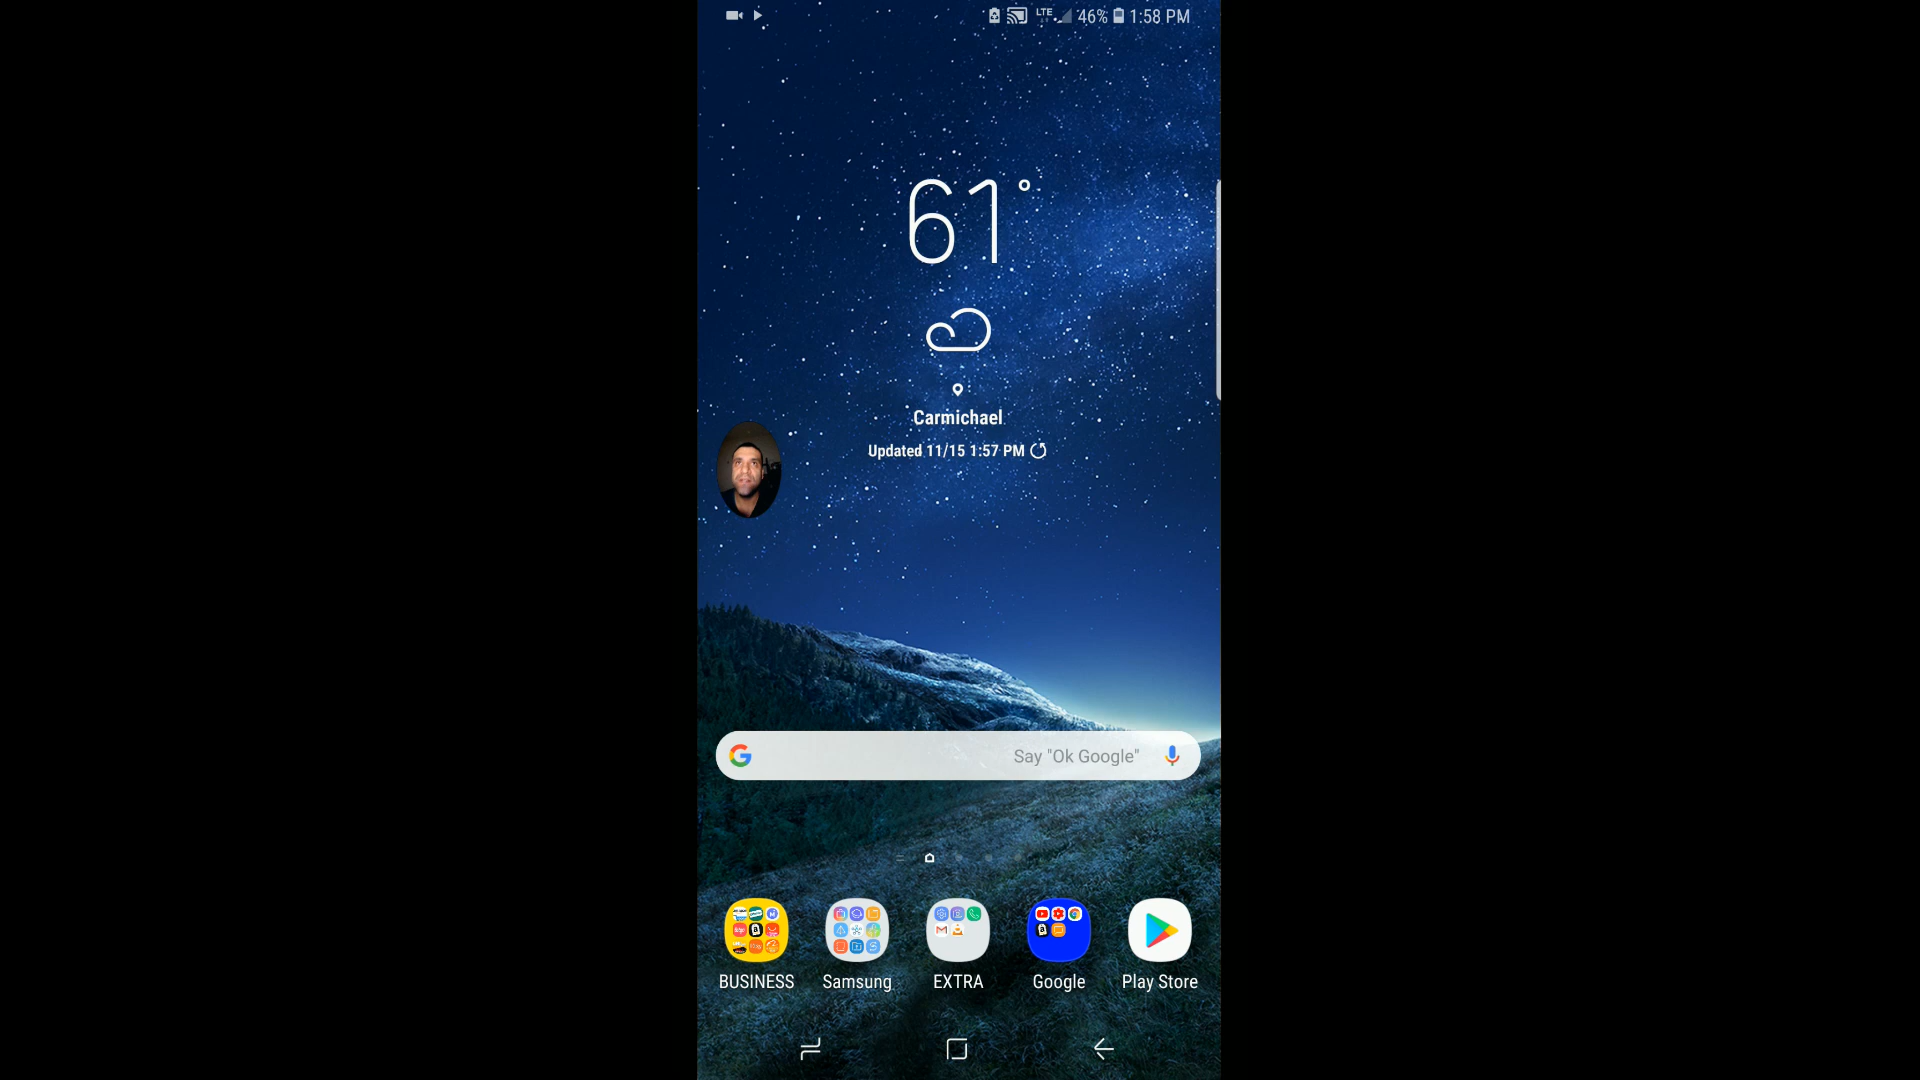 LTE 46% 1:58 PM
61°
Carmichael
Updated 11/15 1:57 PM
Say "Ok Google"
BUSINESS Samsung EXTRA Google Play Store